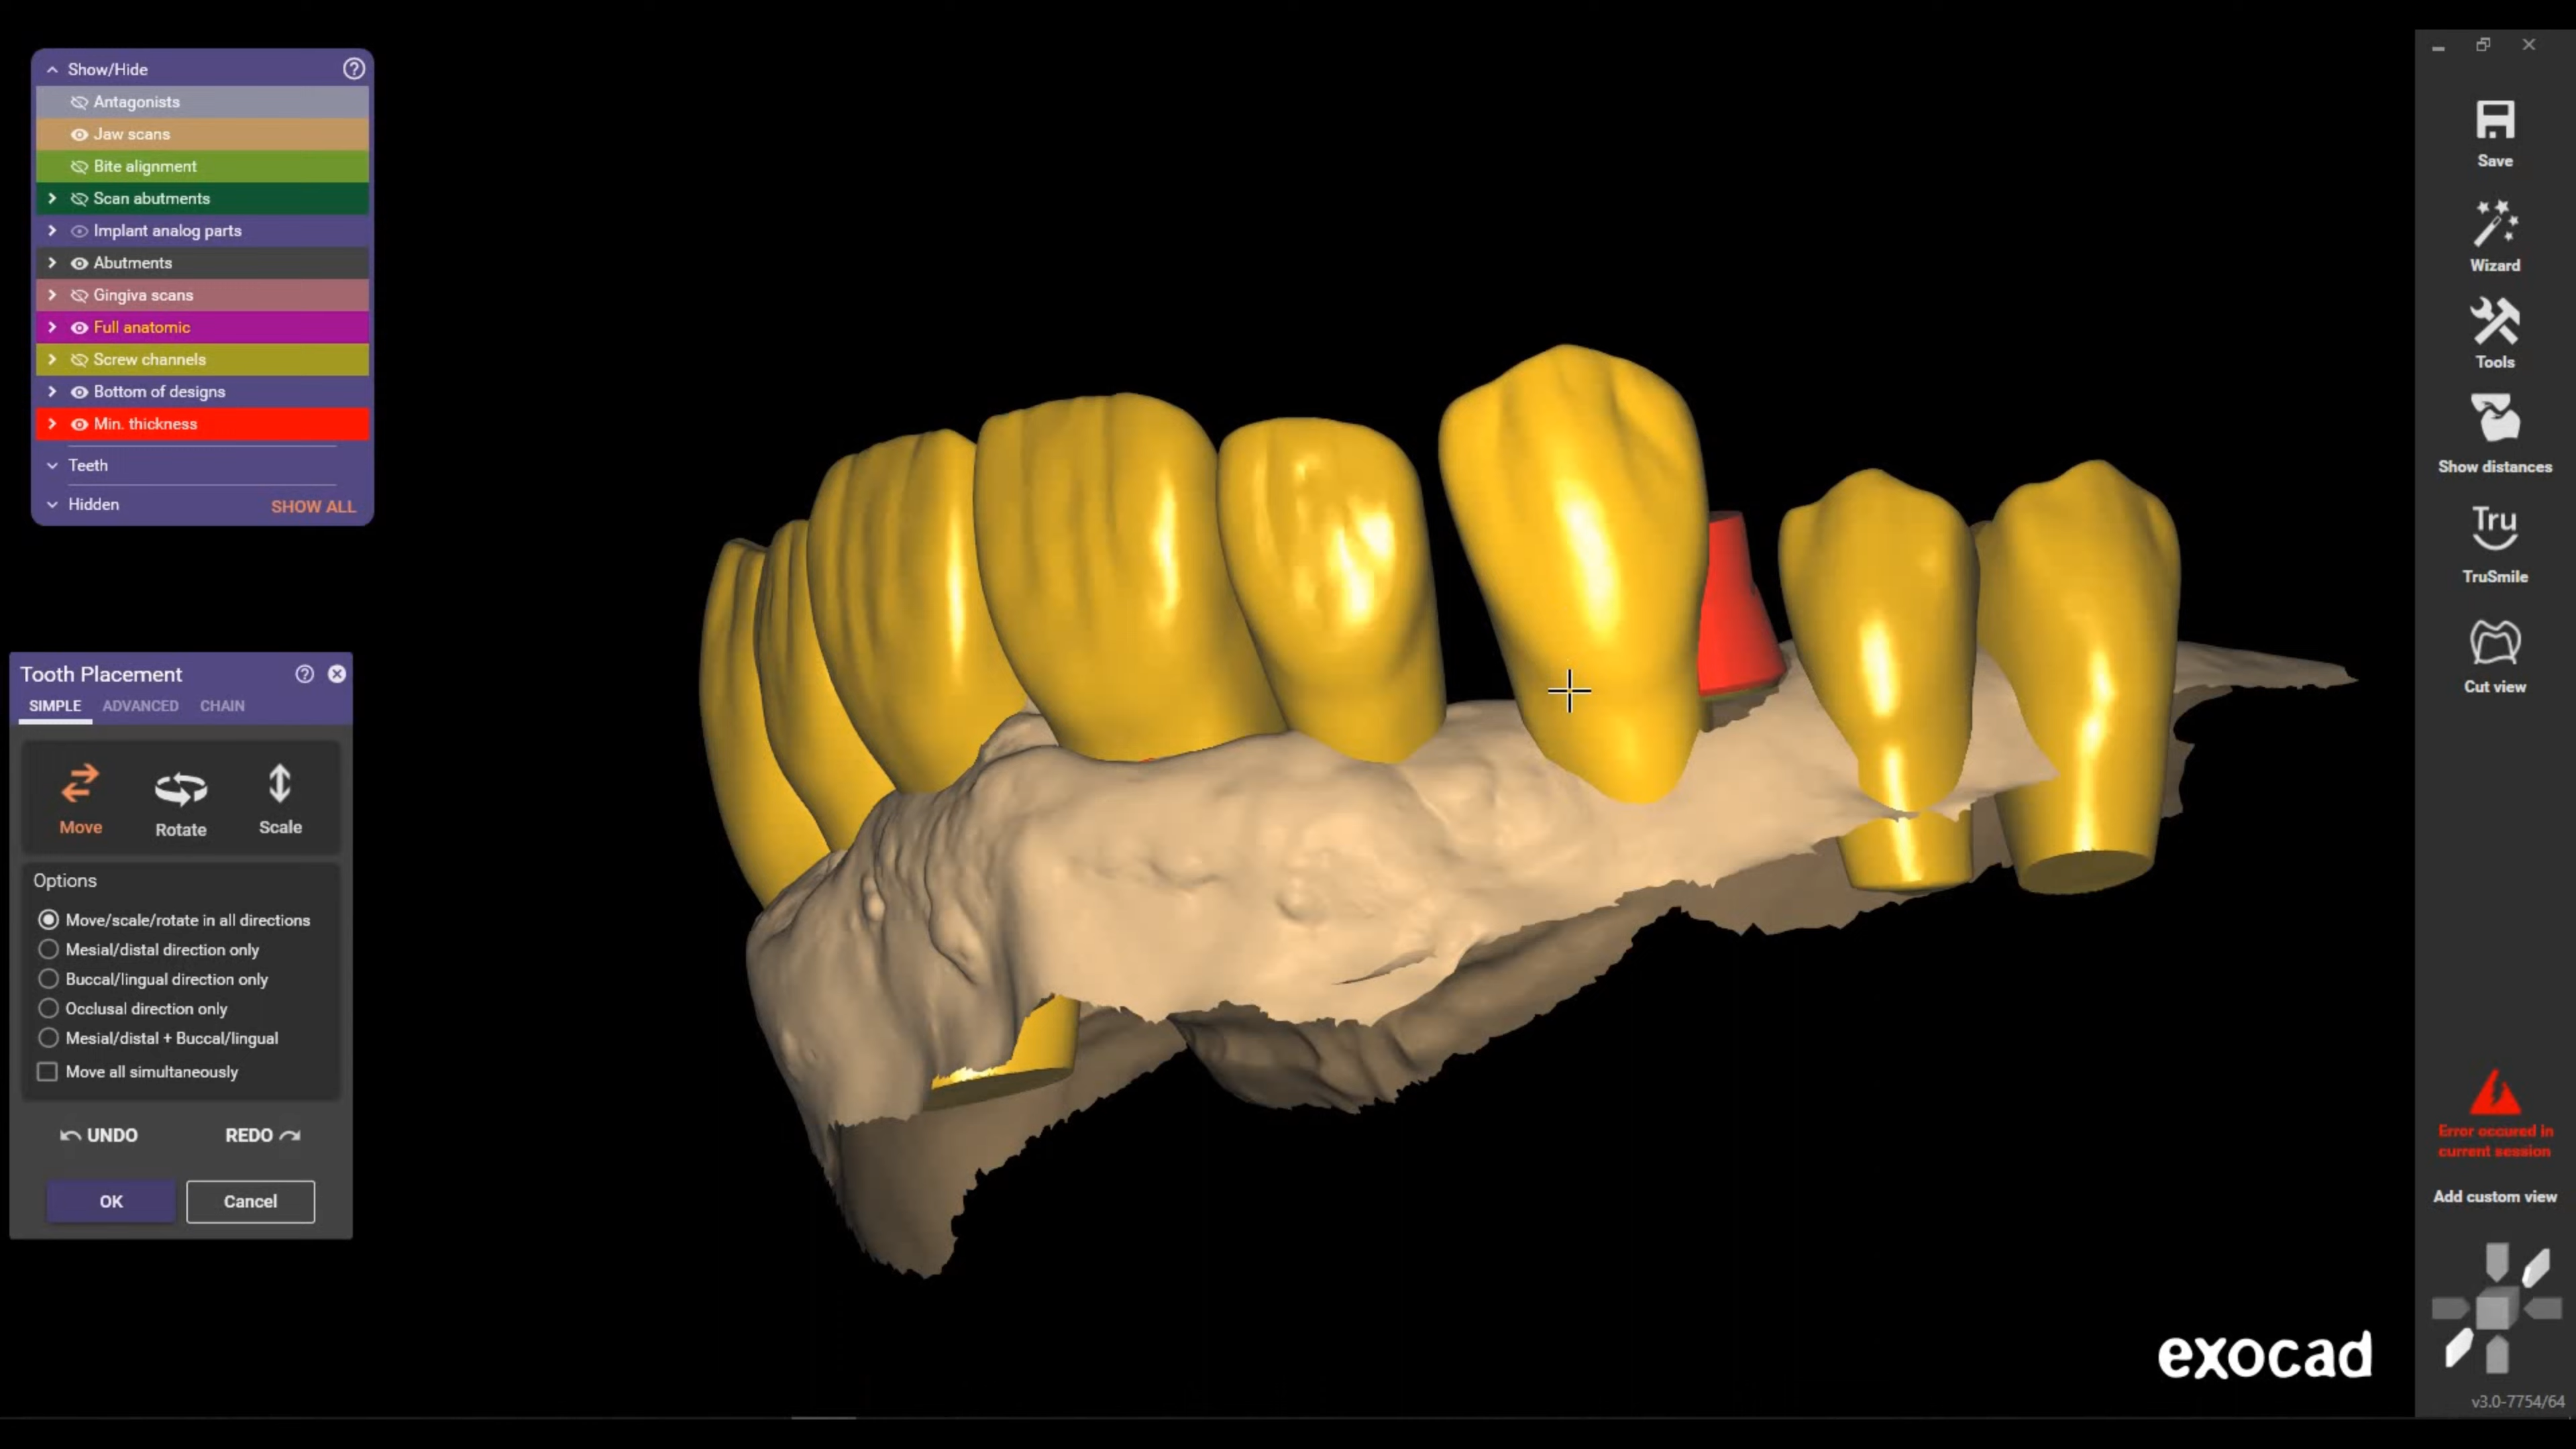 Show/Hide
Antagonists
Jaw scans
Bite alignment
Scan abutments
Implant analog parts
Abutments
Gingiva scans
Full anatomic
Screw channels
Bottom of designs
Min. thickness
Teeth
Hidden
SHOW ALL
Tooth Placement
SIMPLE ADVANCED CHAIN
Move
Rotate
Scale
Options
Move/scale/rotate in all directions
Mesial/distal direction only
Buccal/lingual direction only
Occlusal direction only
Mesial/distal + Buccal/lingual
Move all simultaneously
UNDO
REDO
OK
Cancel
Save
Wizard
Tools
Show distances
Tru
TruSmile
Cut view
Error occured in
current session
Add custom view
exocad
v3.0-7754/64